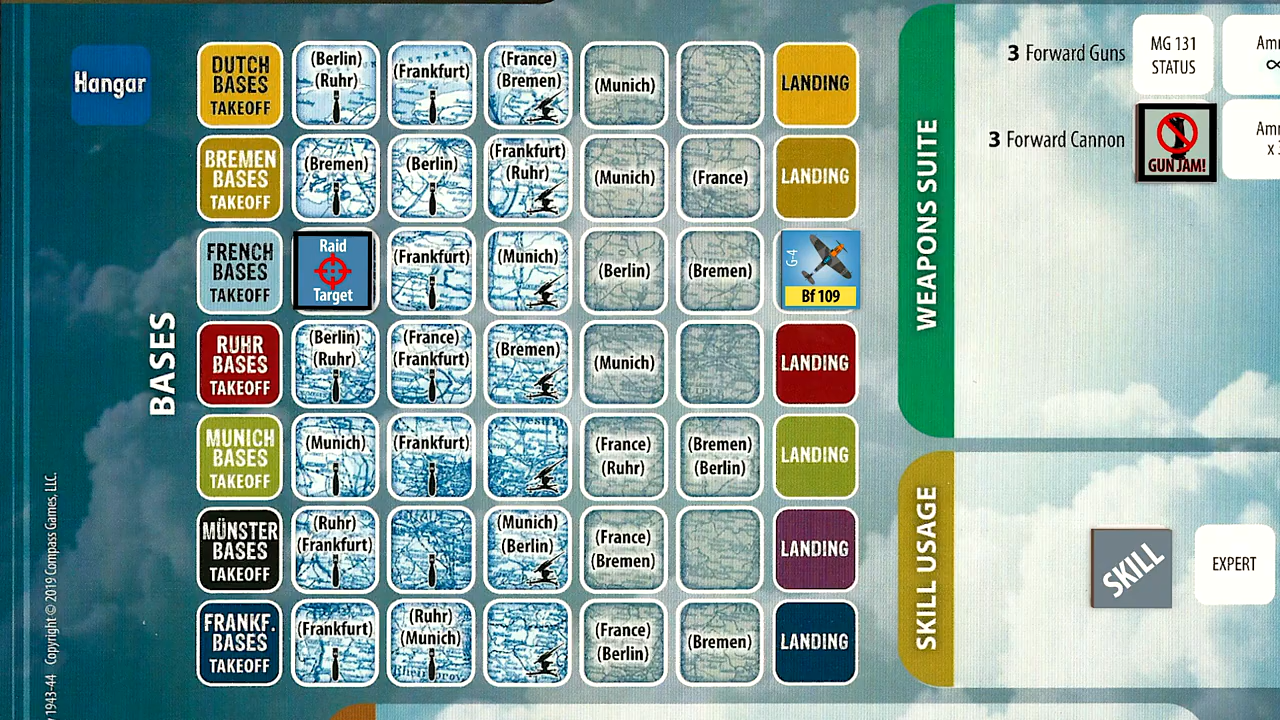 Hangar
BASES
DUTCH
BASES
TAKEOFF
(Berlin)
(Ruhr)
(Frankfurt)
(France)
(Bremen)
(Munich)
LANDING
BREMEN
BASES
TAKEOFF
(Bremen)
(Berlin)
(Frankfurt)
(Ruhr)
(Munich)
(France)
LANDING
FRENCH
BASES
TAKEOFF
Raid
Target
(Frankfurt)
(Munich)
(Berlin)
(Bremen)
G-4
Bf 109
RUHR
BASES
TAKEOFF
(Berlin)
(Ruhr)
(France)
(Frankfurt)
(Bremen)
(Munich)
LANDING
MUNICH
BASES
TAKEOFF
(Munich)
(Frankfurt)
(France)
(Ruhr)
(Bremen)
(Berlin)
LANDING
MÜNSTER
BASES
TAKEOFF
(Ruhr)
(Frankfurt)
(Munich)
(Berlin)
(France)
(Bremen)
LANDING
FRANKF.
BASES
TAKEOFF
(Frankfurt)
(Ruhr)
(Munich)
(France)
(Berlin)
(Bremen)
LANDING
1943-44 Copyright © 2019 Compass Games, LLC.
WEAPONS SUITE
3 Forward Guns
MG 131
STATUS
∞
3 Forward Cannon
GUN JAM!
x
SKILL USAGE
SKILL
EXPERT